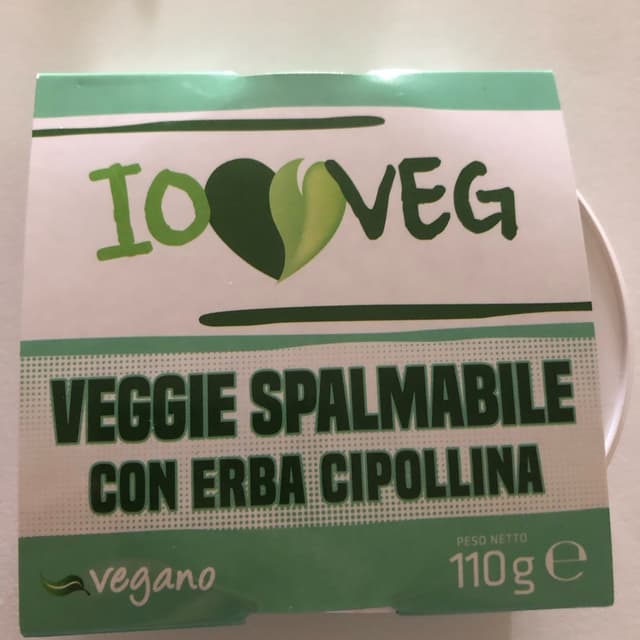 IO VEG
VEGGIE SPALMABILE
CON ERBA CIPOLLINA
vegano
PESO NETTO
110g e